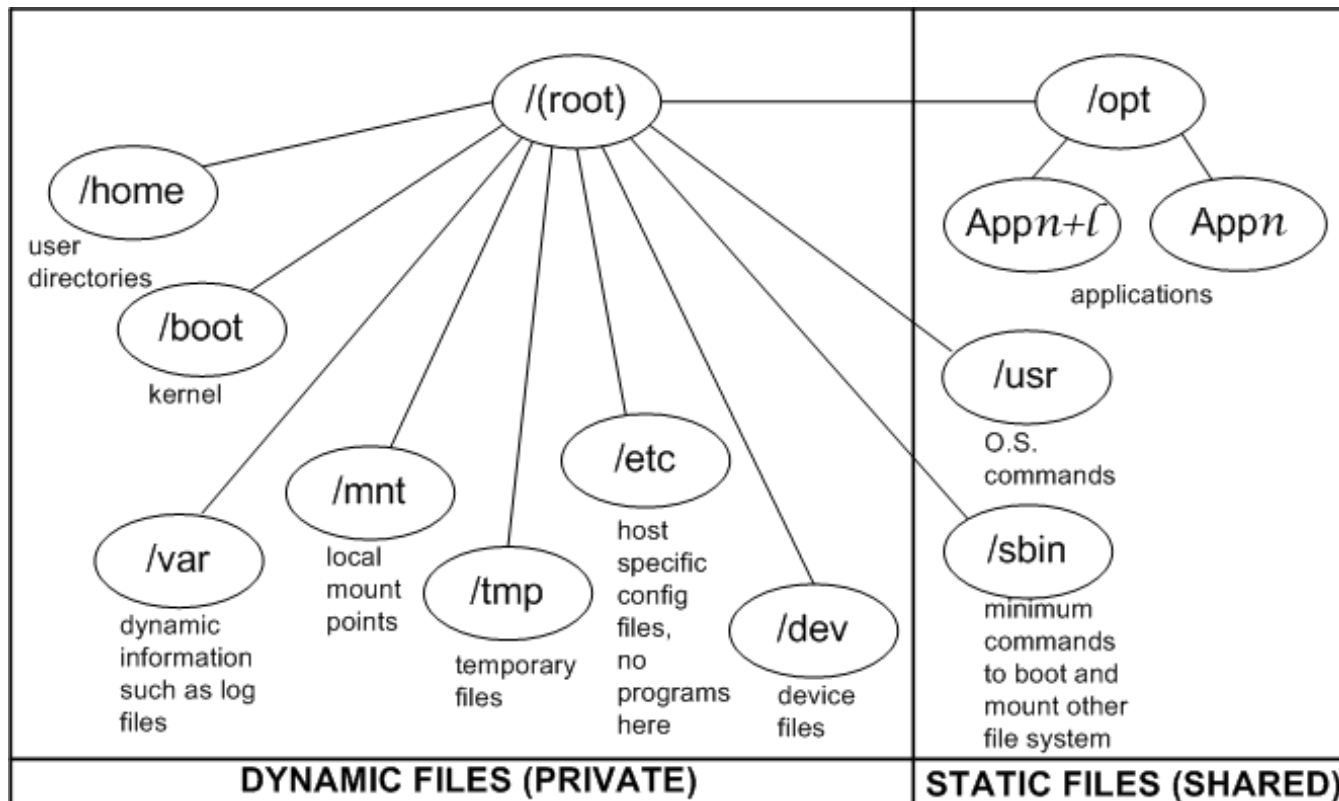 /(root)
/opt
/home
user
directories
Appn+l
Appn
applications
/boot
kernel
/usr
O.S.
commands
/etc
host
specific
config
files,
no
programs
here
/mnt
local
mount
points
/var
dynamic
information
such as log
files
/tmp
temporary
files
/dev
device
files
/sbin
minimum
commands
to boot and
mount other
file system
DYNAMIC FILES (PRIVATE)
STATIC FILES (SHARED)